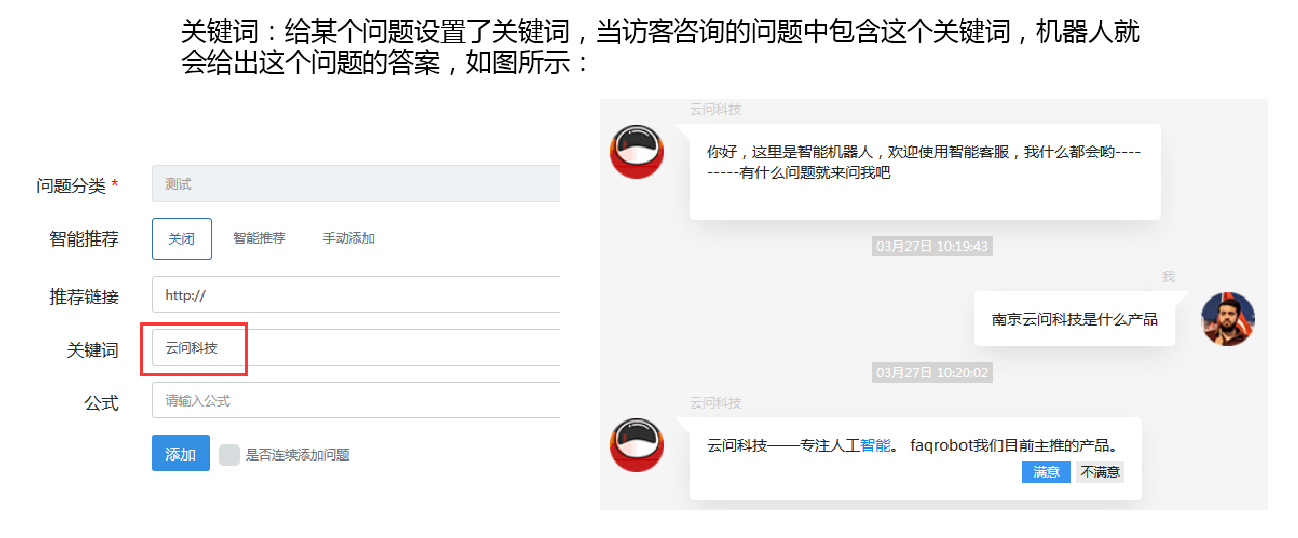 关键词：给某个问题设置了关键词，当访客咨询的问题中包含这个关键词，机器人就
会给出这个问题的答案，如图所示：
问题分类 * 测试
智能推荐 关闭 智能推荐 手动添加
推荐链接 http://
关键词 云问科技
公式 请输入公式
添加 是否连续添加问题
云问科技
你好，这里是智能机器人，欢迎使用智能客服，我什么都会哟----
-----有什么问题就来问我吧
03月27日 10:19:43
我
南京云问科技是什么产品
03月27日 10:20:02
云问科技
云问科技——专注人工智能。 faqrobot我们目前主推的产品。
满意 不满意